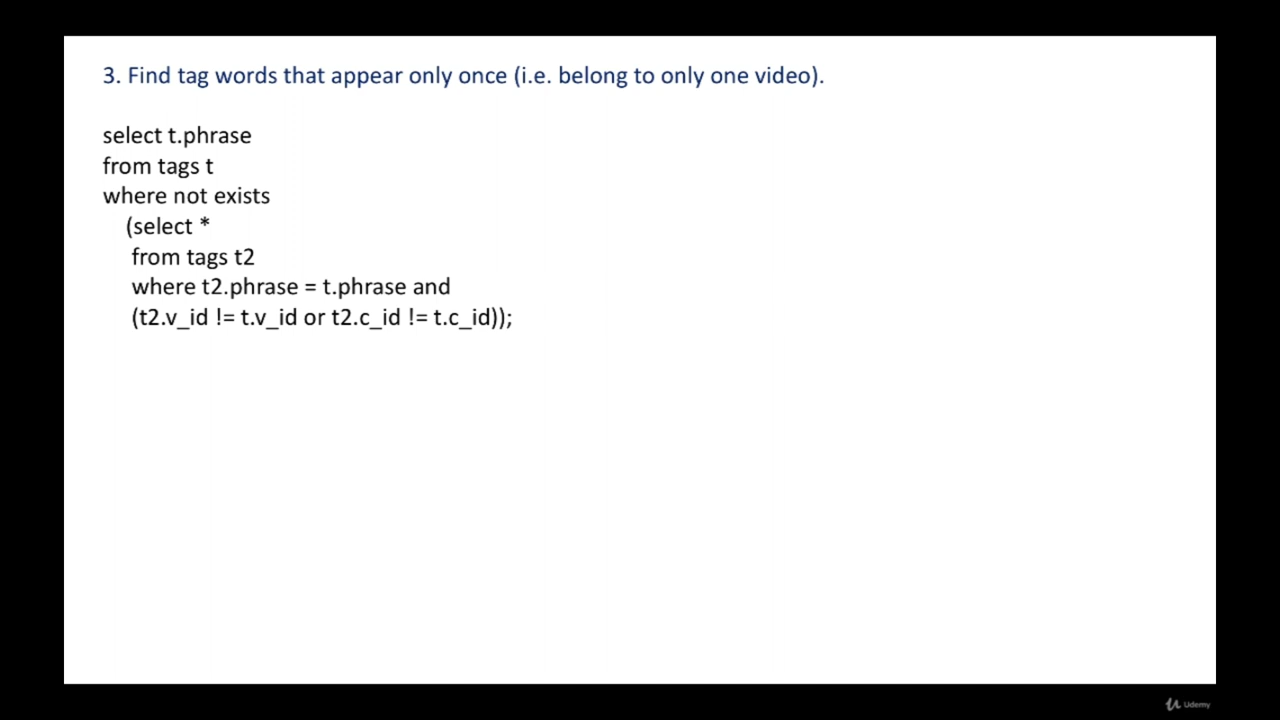 3. Find tag words that appear only once (i.e. belong to only one video).
select t.phrase
from tags t
where not exists
(select *
from tags t2
where t2.phrase = t.phrase and
(t2.v_id != t.v_id or t2.c_id != t.c_id));
Udemy